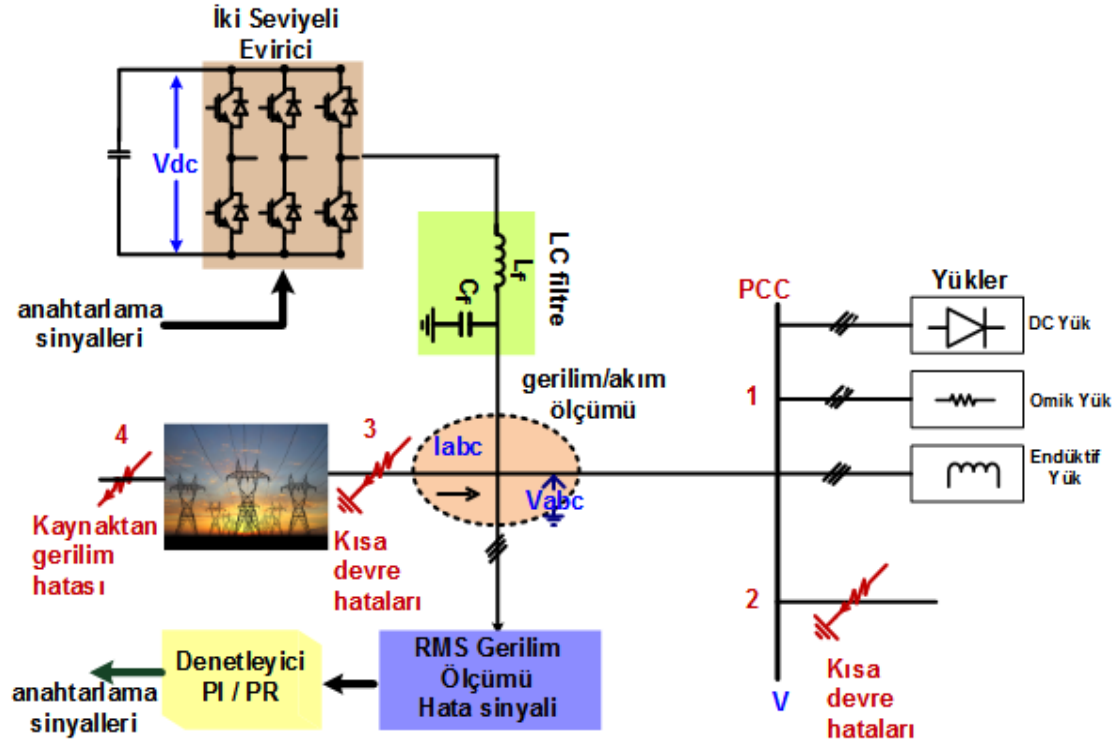 İki Seviyeli
Evirici
Vdc
anahtarlama
sinyalleri
Lf
Cf
LC filtre
gerilim/akım
ölçümü
Iabc
Vabc
4
Kaynaktan
gerilim
hatası
3
Kısa
devre
hataları
PCC
1
2
V
Yükler
DC Yük
Omik Yük
Endüktif
Yük
Kısa
devre
hataları
RMS Gerilim
Ölçümü
Hata sinyali
Denetleyici
PI / PR
anahtarlama
sinyalleri